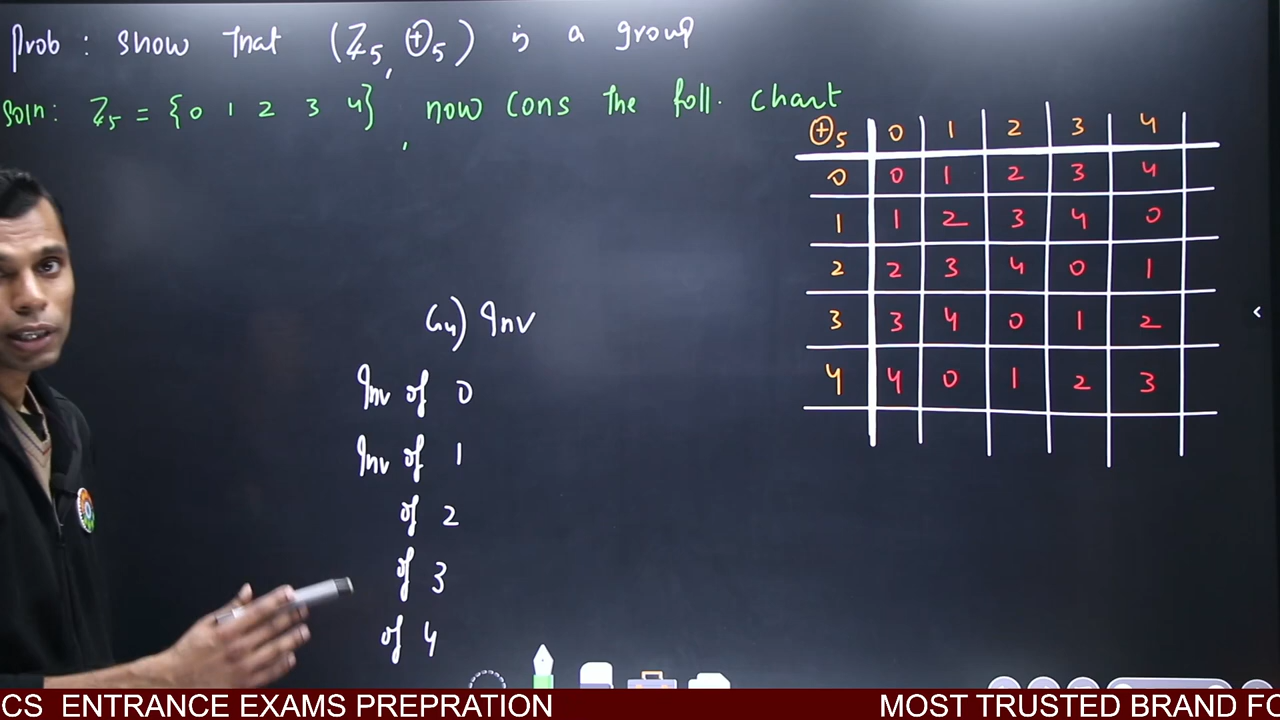 Prob : Show that (Z5, ⊕5) is a group
Soln: Z5 = {0 1 2 3 4}, now cons the foll. chart
⊕5 0 1 2 3 4
0 0 1 2 3 4
1 1 2 3 4 0
2 2 3 4 0 1
3 3 4 0 1 2
4 4 0 1 2 3
G4) Inv
Inv of 0
Inv of 1
of 2
of 3
of 4
CS ENTRANCE EXAMS PREPRATION
MOST TRUSTED BRAND FO